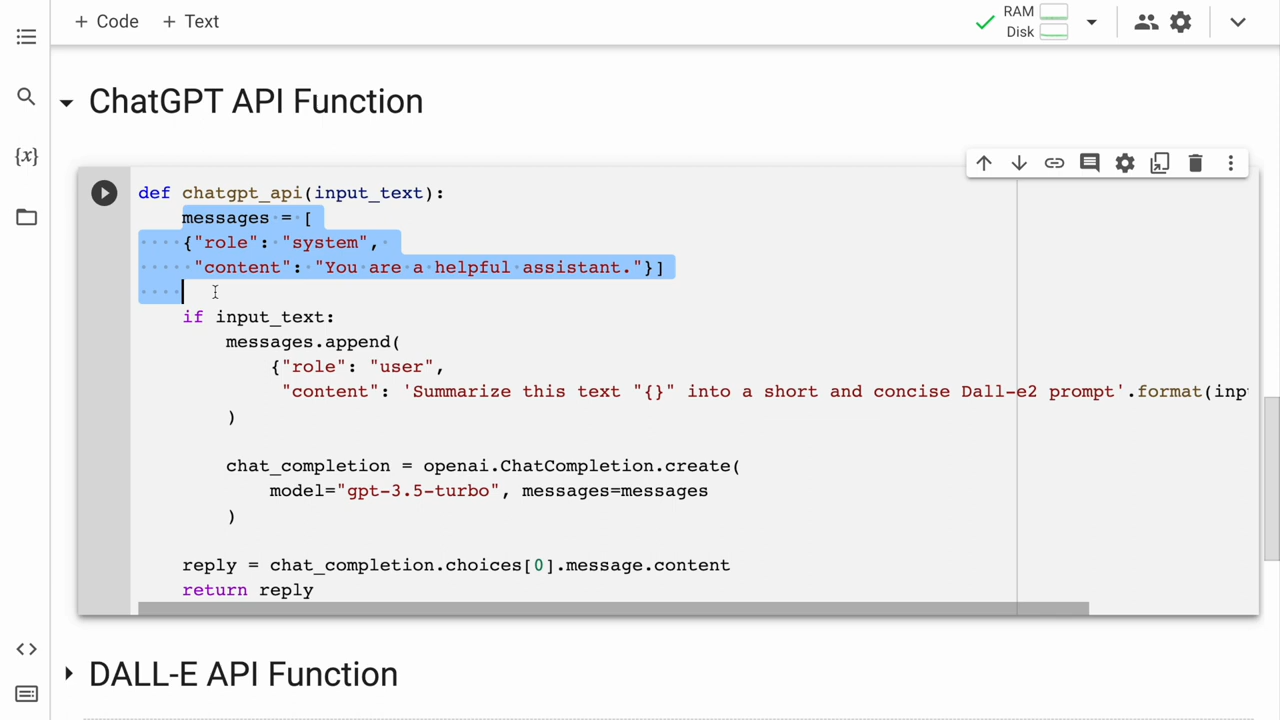 + Code + Text
RAM
Disk
ChatGPT API Function
{x}
def chatgpt_api(input_text):
messages = [
{"role": "system",
"content": "You are a helpful assistant."}]
if input_text:
messages.append(
{"role": "user",
"content": 'Summarize this text "{}" into a short and concise Dall-e2 prompt'.format(inp
)
chat_completion = openai.ChatCompletion.create(
model="gpt-3.5-turbo", messages=messages
)
reply = chat_completion.choices[0].message.content
return reply
DALL-E API Function